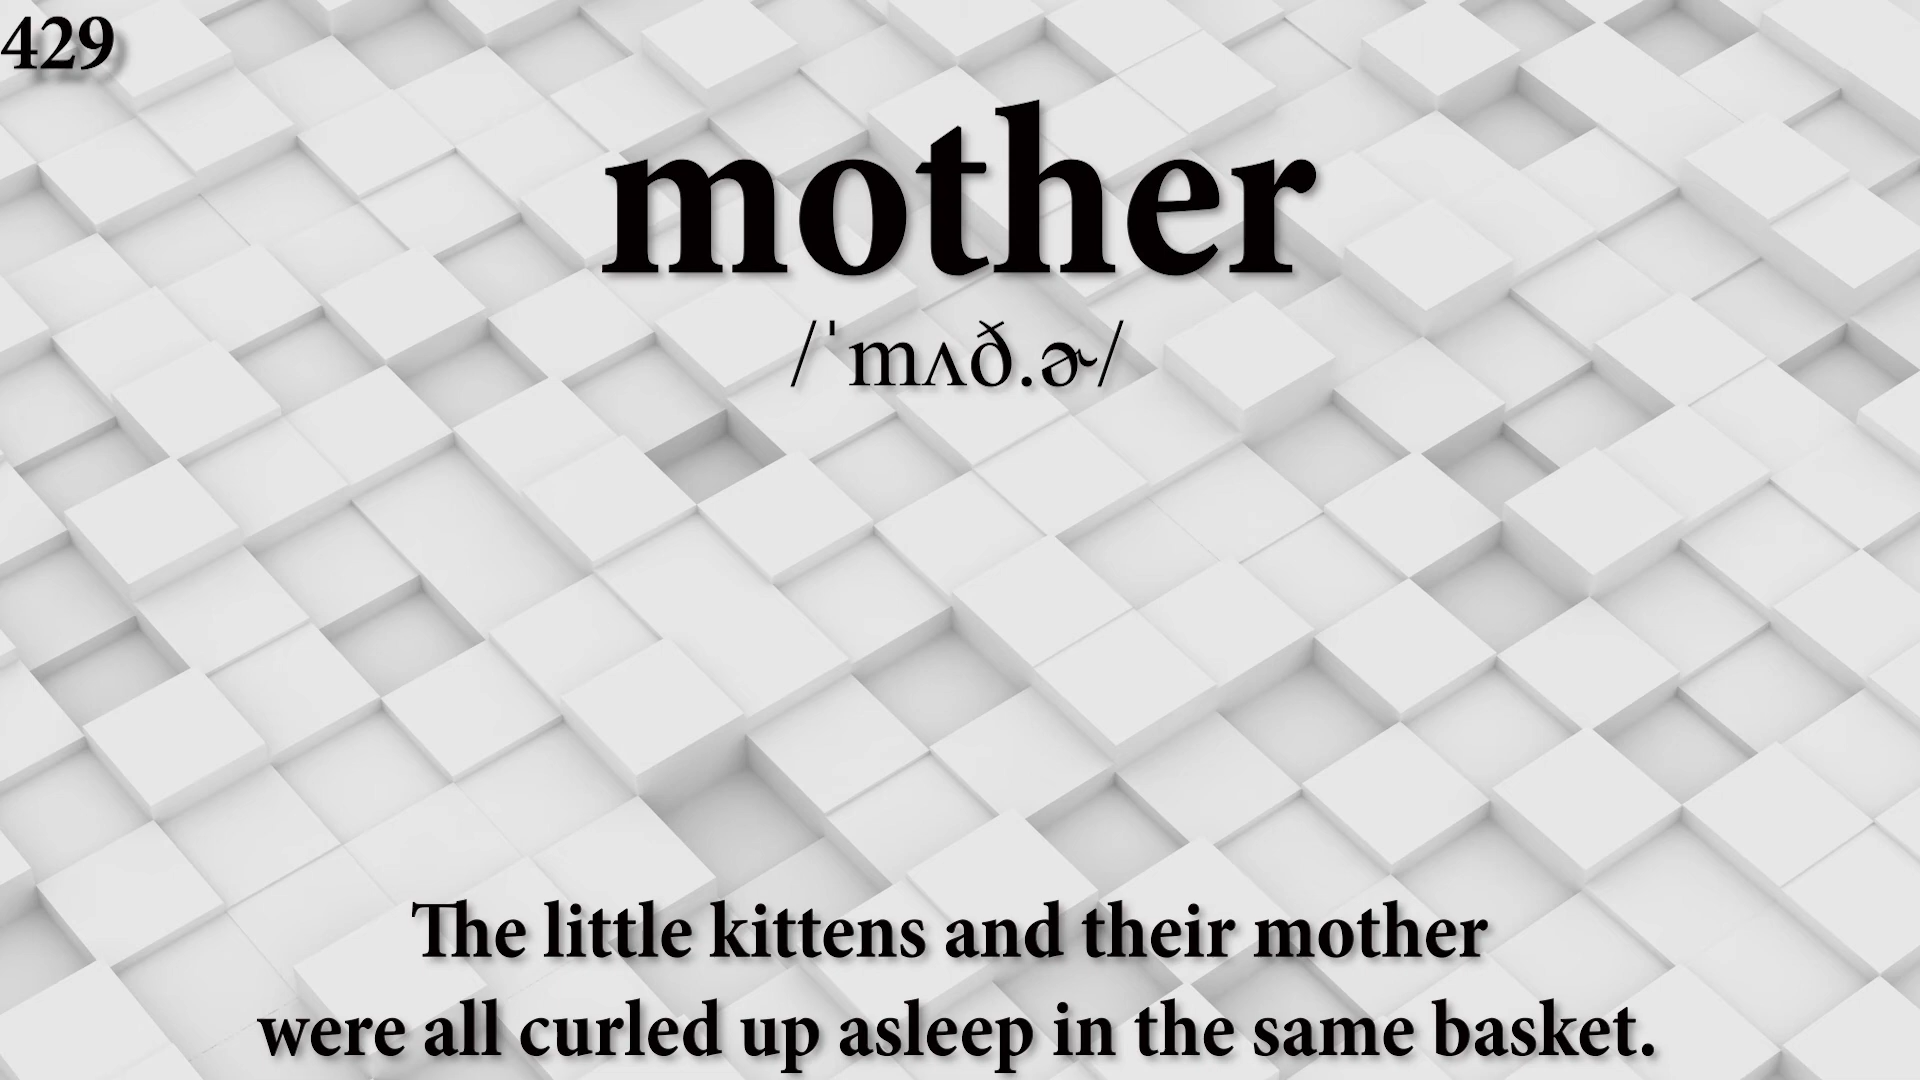 429
mother
/ˈmʌð.ɚ/
The little kittens and their mother
were all curled up asleep in the same basket.